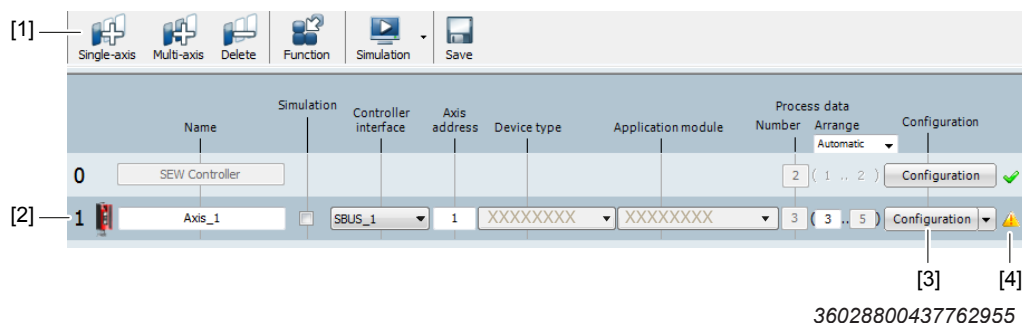 [1]
Single-axis Multi-axis Delete Function Simulation Save
Simulation Process data
Name Controller interface Axis address Device type Application module Number Arrange Configuration
Automatic
0 SEW Controller 2 ( 1 .. 2 ) Configuration
[2] 1 Axis_1 SBUS_1 1 XXXXXXXX XXXXXXXX 3 ( 3 .. 5 ) Configuration
[3] [4]
36028800437762955